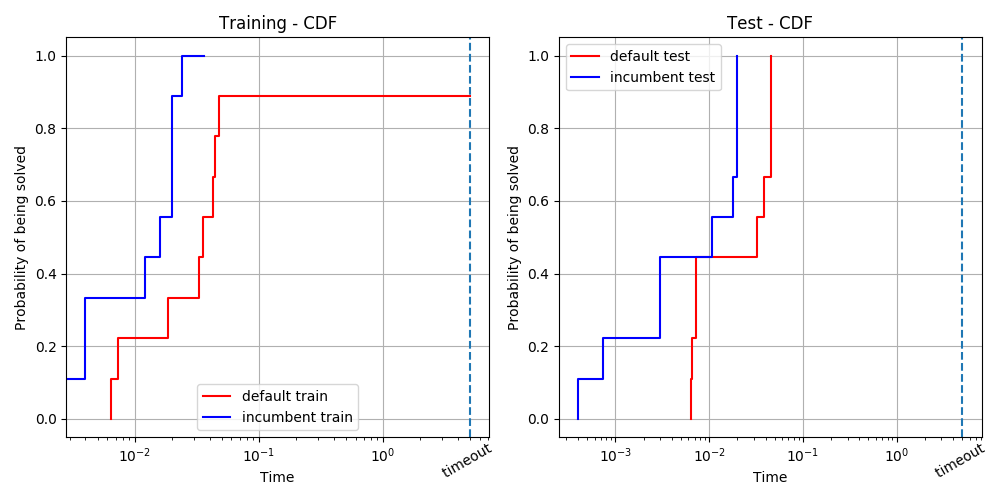 Training - CDF
Probability of being solved
1.0
0.8
0.6
0.4
0.2
0.0
default train
incumbent train
10⁻²
10⁻¹
10⁰
timeout
Time
Test - CDF
Probability of being solved
1.0
0.8
0.6
0.4
0.2
0.0
default test
incumbent test
10⁻³
10⁻²
10⁻¹
10⁰
timeout
Time